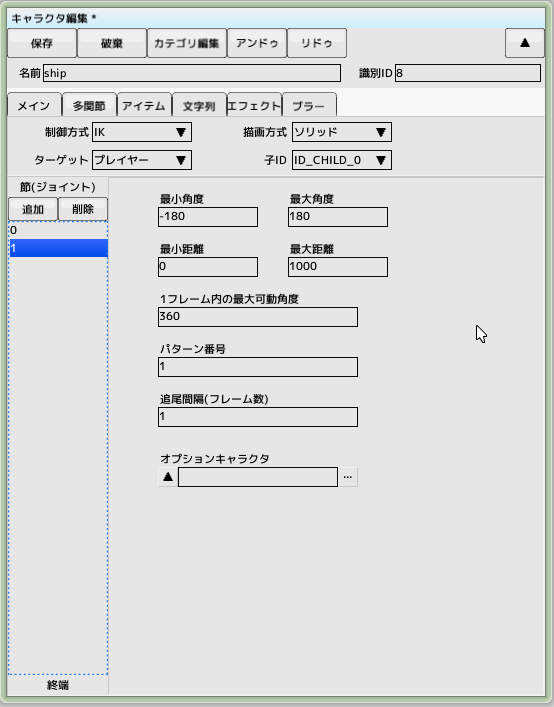 キャラクタ編集 *
保存 破棄 カテゴリ編集 アンドゥ リドゥ ▲
名前 ship 識別ID 8
メイン 多関節 アイテム 文字列 エフェクト ブラー
制御方式 IK ▼ 描画方式 ソリッド ▼
ターゲット プレイヤー ▼ 子ID ID_CHILD_0 ▼
節(ジョイント)
追加 削除
0
1
終端
最小角度 最大角度
-180 180
最小距離 最大距離
0 1000
1フレーム内の最大可動角度
360
パターン番号
1
追尾間隔(フレーム数)
1
オプションキャラクタ
▲ ...